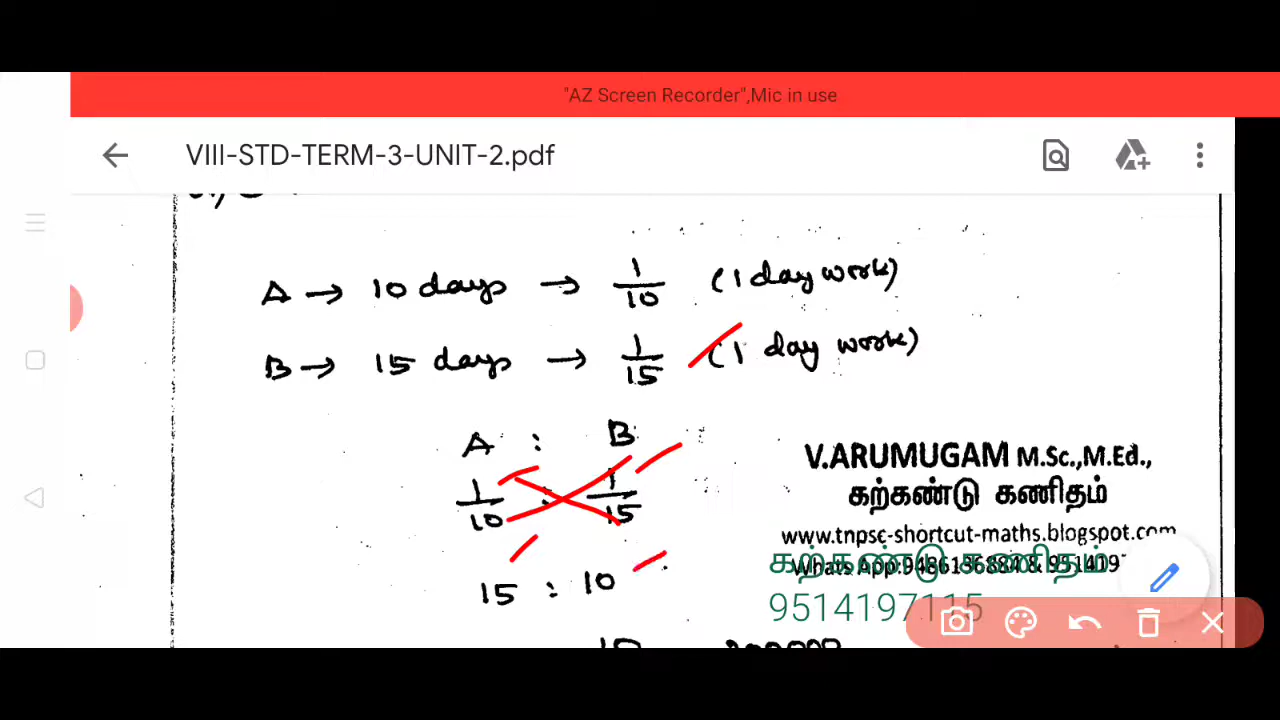 "AZ Screen Recorder",Mic in use
VIII-STD-TERM-3-UNIT-2.pdf
A → 10 days → 1/10 (1 day work)
B → 15 days → 1/15 (1 day work)
A : B
1/10 : 1/15
15 : 10
V.ARUMUGAM M.Sc.,M.Ed.,
கற்கண்டு கணிதம்
www.tnpsc-shortcut-maths.blogspot.com
கற்கண்டு கணிதம்
9514197115